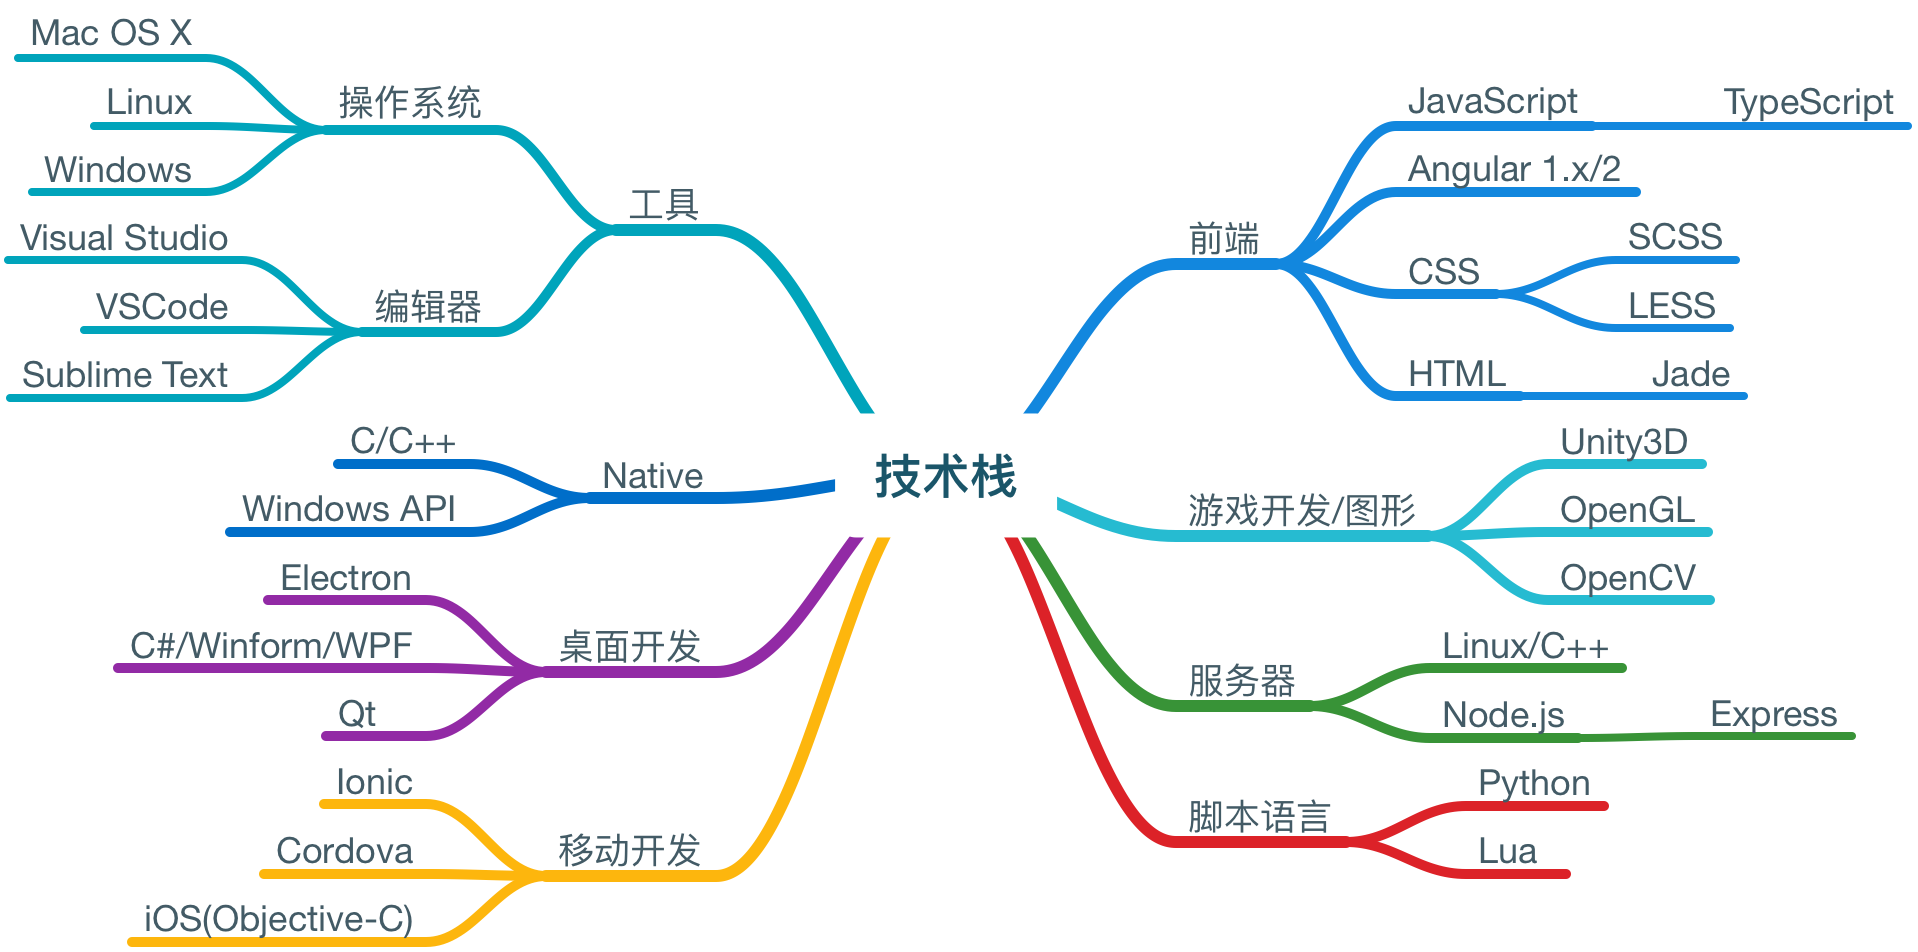 技术栈
工具
操作系统
Mac OS X
Linux
Windows
编辑器
Visual Studio
VSCode
Sublime Text
Native
C/C++
Windows API
桌面开发
Electron
C#/Winform/WPF
Qt
移动开发
Ionic
Cordova
iOS(Objective-C)
前端
JavaScript
TypeScript
Angular 1.x/2
CSS
SCSS
LESS
HTML
Jade
游戏开发/图形
Unity3D
OpenGL
OpenCV
服务器
Linux/C++
Node.js
Express
脚本语言
Python
Lua